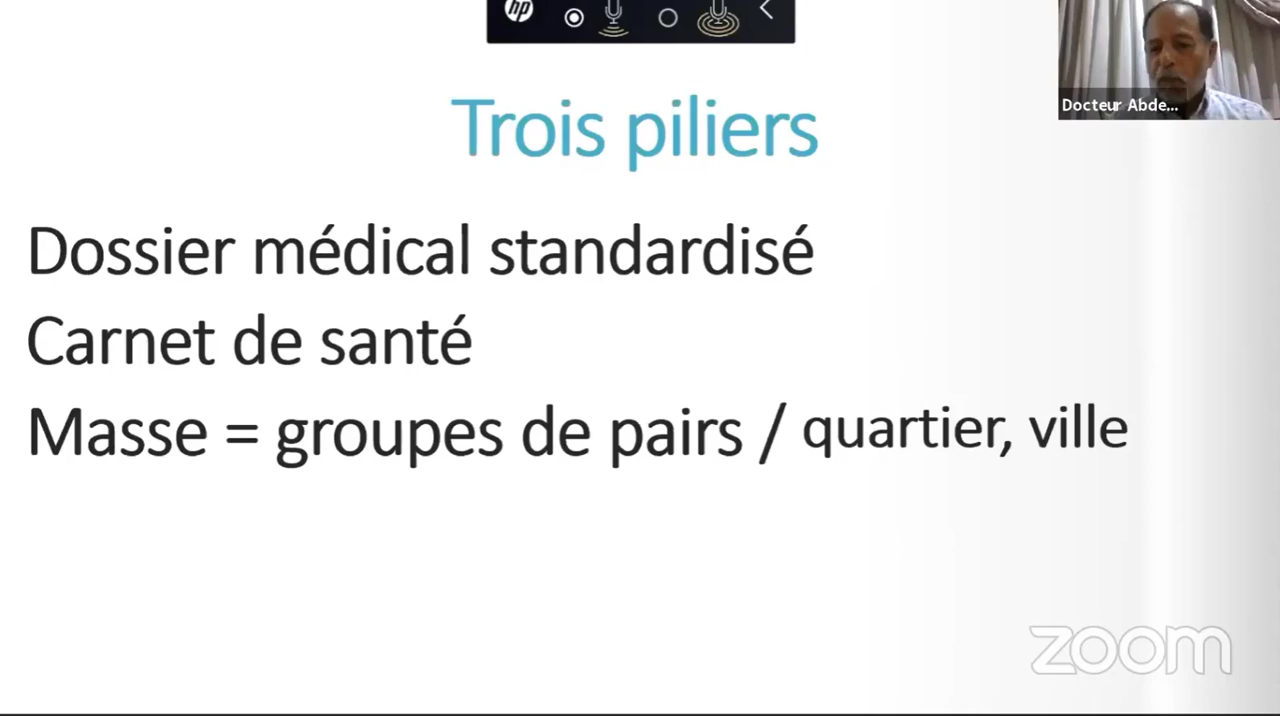 hp
Docteur Abde...
Trois piliers
Dossier médical standardisé
Carnet de santé
Masse = groupes de pairs / quartier, ville
zoom